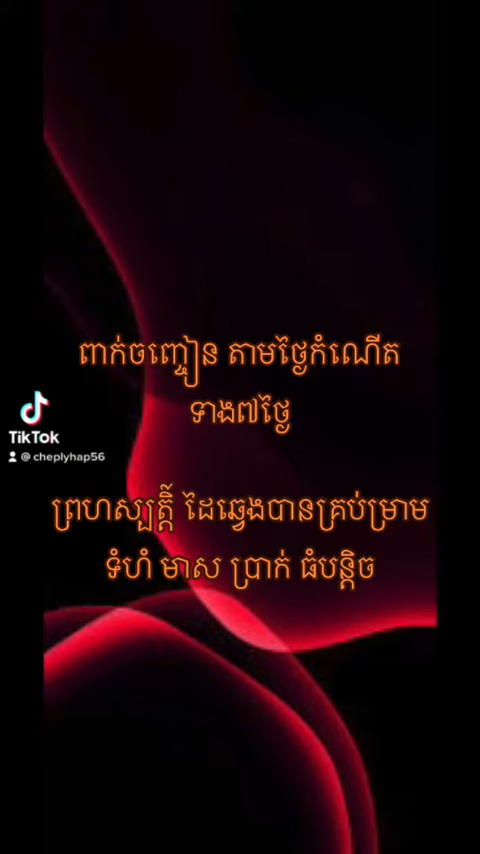 ពាក់ចញ្ចៀន តាមថ្ងៃកំណើត
ទាង៧ថ្ងៃ
TikTok
@cheplyhap56
ព្រហស្បត្តិ៍ ដៃឆ្វេងបានគ្រប់ម្រាម
ទំហំ មាស ប្រាក់ ធំបន្តិច